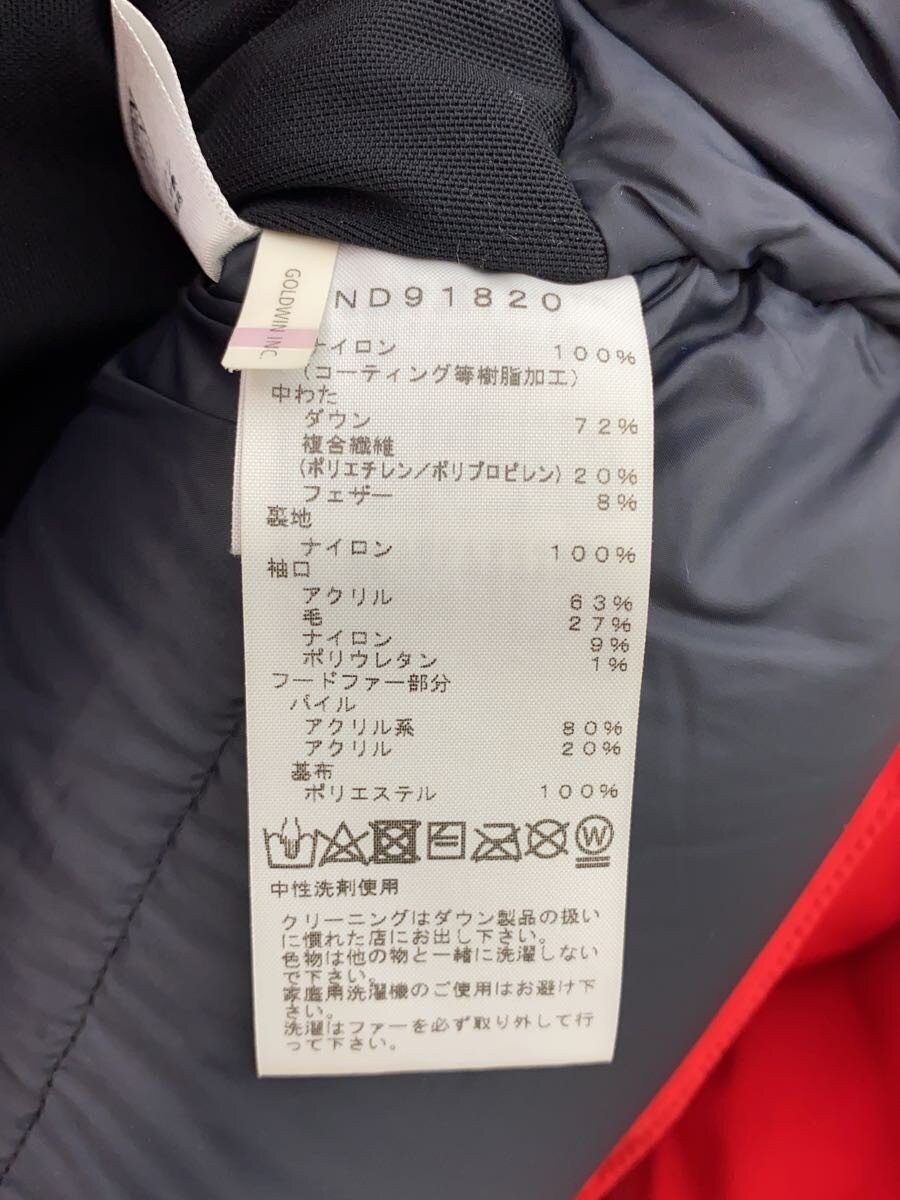 GOLDWIN INC.
ND91820
ナイロン 100%
(コーティング等樹脂加工)
中わた
ダウン 72%
複合繊維
(ポリエチレン/ポリプロピレン) 20%
フェザー 8%
裏地
ナイロン 100%
袖口
アクリル 63%
毛 27%
ナイロン 9%
ポリウレタン 1%
フードファー部分
パイル
アクリル系 80%
アクリル 20%
基布
ポリエステル 100%
W
中性洗剤使用
クリーニングはダウン製品の扱い
に慣れた店にお出し下さい。
色物は他の物と一緒に洗濯しない
で下さい。
家庭用洗濯機のご使用はお避け下
さい。
洗濯はファーを必ず取り外して行
って下さい。